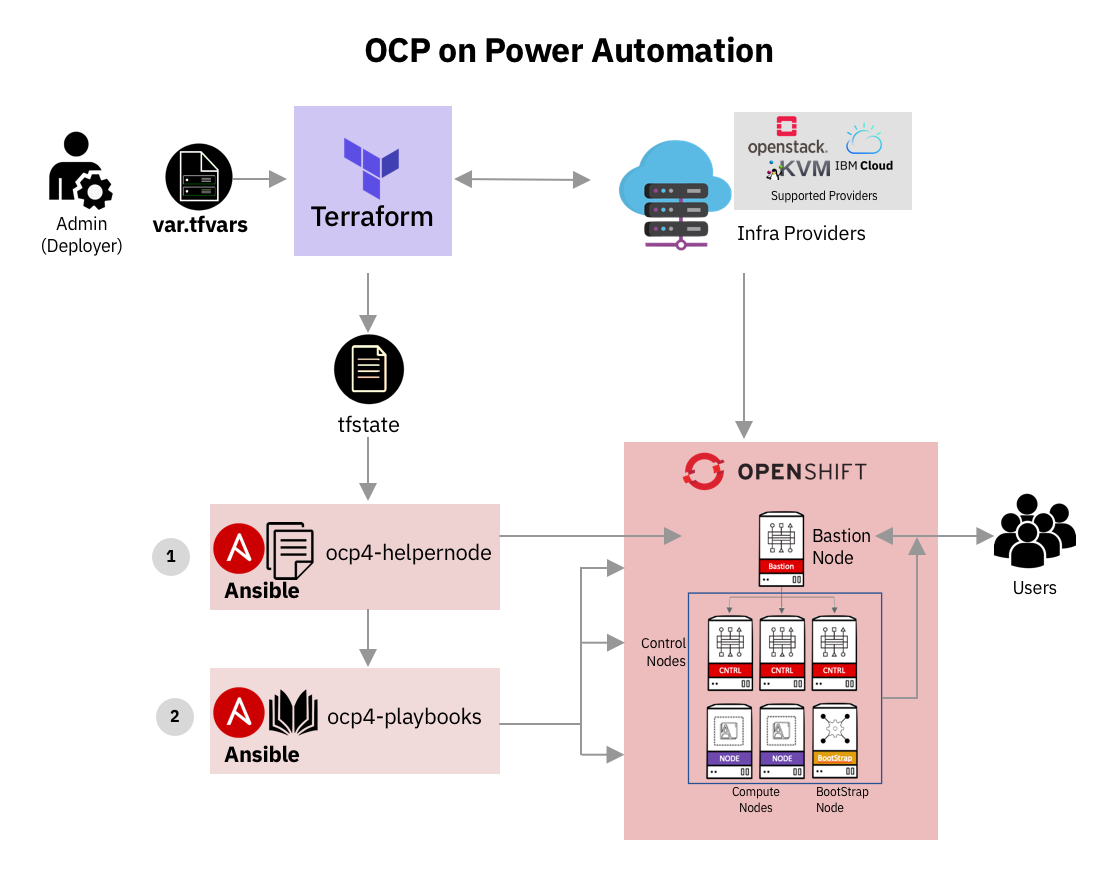 OCP on Power Automation
Admin
(Deployer)
var.tfvars
Terraform
openstack.
KVM
IBM Cloud
Supported Providers
Infra Providers
tfstate
1
Ansible
ocp4-helpernode
2
Ansible
ocp4-playbooks
OPENSHIFT
Bastion
Bastion
Node
Users
Control
Nodes
CNTRL
CNTRL
CNTRL
NODE
NODE
BootStrap
Compute
Nodes
BootStrap
Node